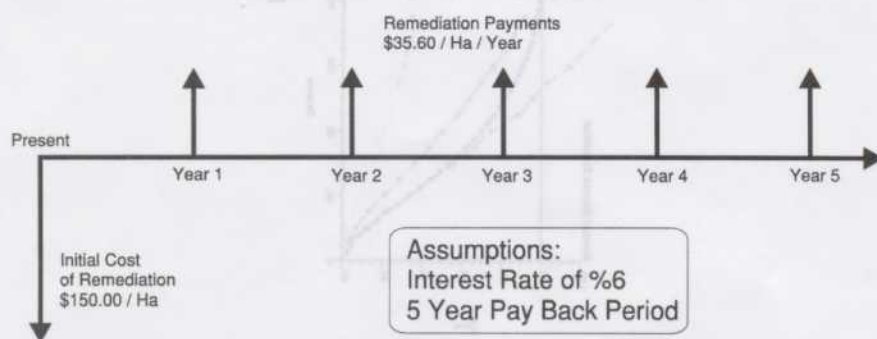 Remediation Payments
$35.60 / Ha / Year
Present
Year 1
Year 2
Year 3
Year 4
Year 5
Initial Cost
of Remediation
$150.00 / Ha
Assumptions:
Interest Rate of %6
5 Year Pay Back Period